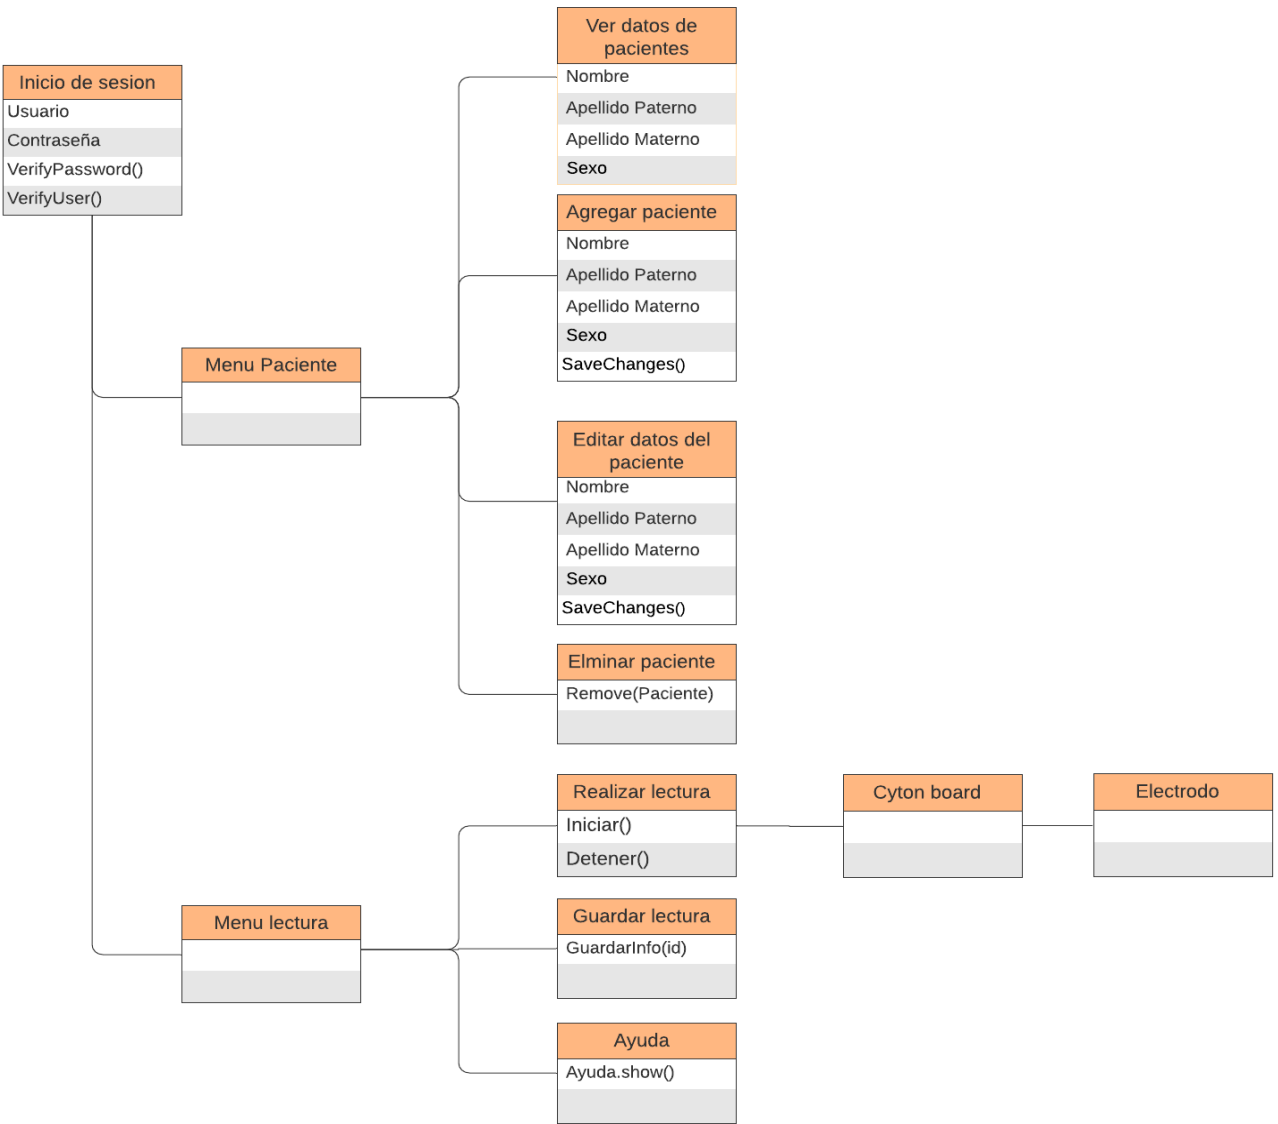 Inicio de sesion
Usuario
Contraseña
VerifyPassword()
VerifyUser()
Menu Paciente
Ver datos de
pacientes
Nombre
Apellido Paterno
Apellido Materno
Sexo
Agregar paciente
Nombre
Apellido Paterno
Apellido Materno
Sexo
SaveChanges()
Editar datos del
paciente
Nombre
Apellido Paterno
Apellido Materno
Sexo
SaveChanges()
Elminar paciente
Remove(Paciente)
Menu lectura
Realizar lectura
Iniciar()
Detener()
Cyton board
Electrodo
Guardar lectura
GuardarInfo(id)
Ayuda
Ayuda.show()